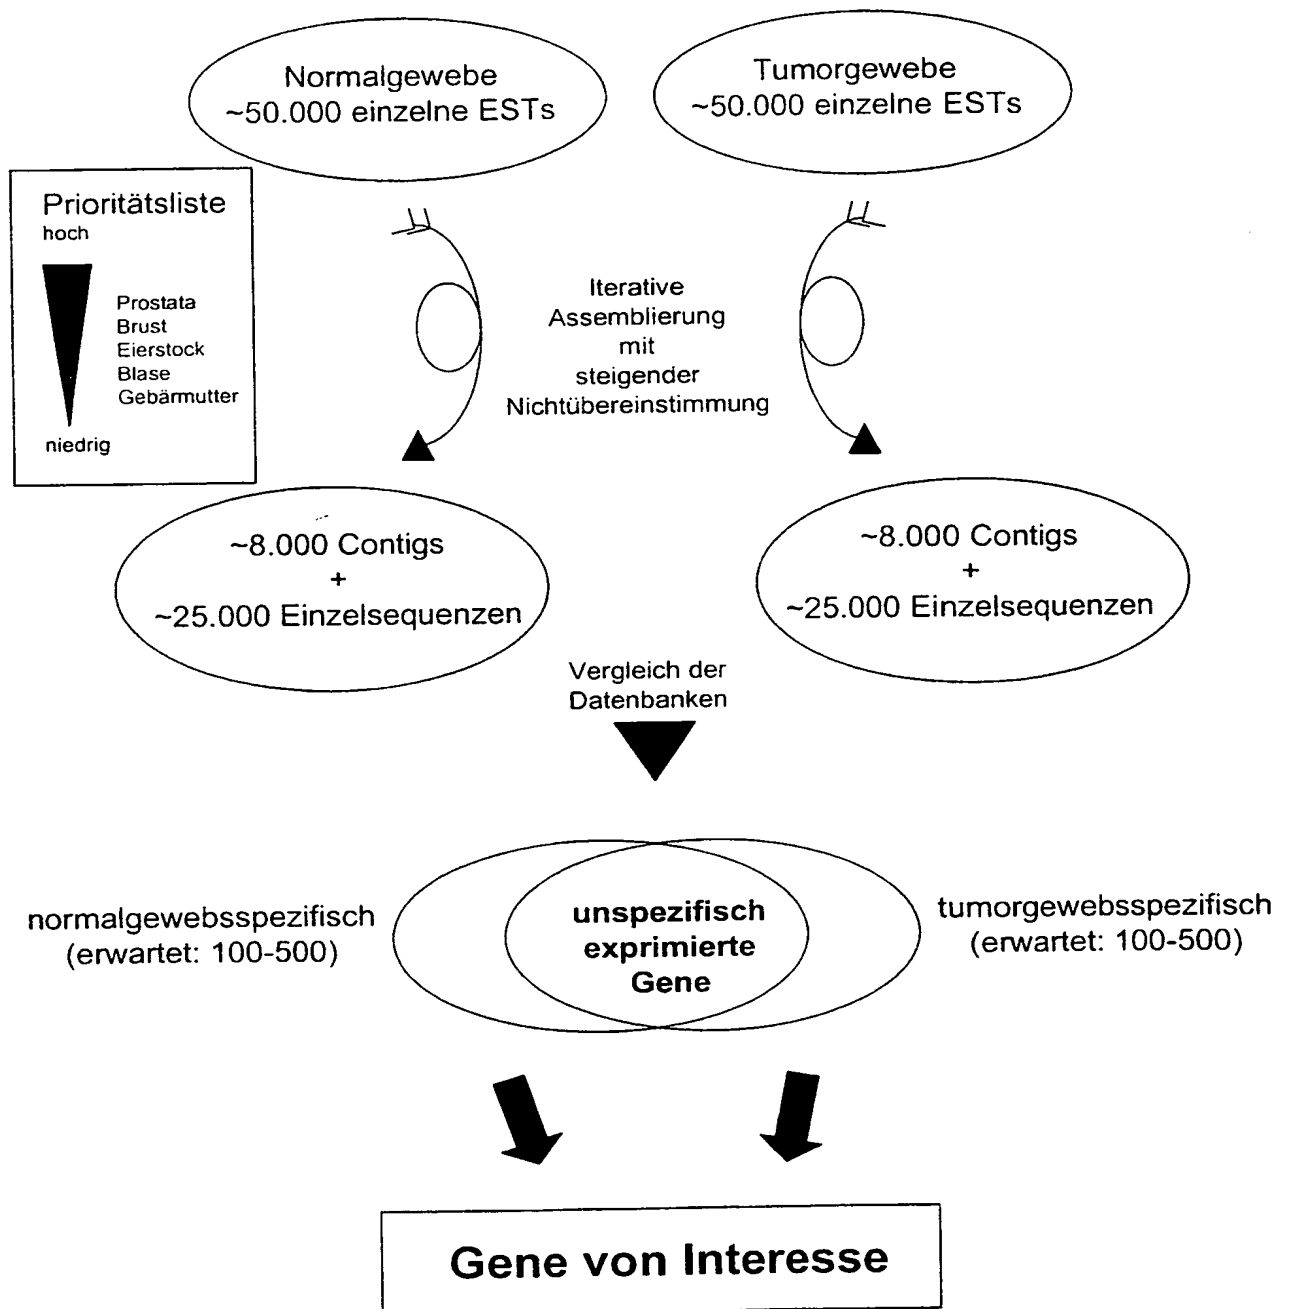 Normalgewebe
~50.000 einzelne ESTs
Tumorgewebe
~50.000 einzelne ESTs
Prioritätsliste
hoch
Prostata
Brust
Eierstock
Blase
Gebärmutter
niedrig
Iterative
Assemblierung
mit
steigender
Nichtübereinstimmung
~8.000 Contigs
+
~25.000 Einzelsequenzen
~8.000 Contigs
+
~25.000 Einzelsequenzen
Vergleich der
Datenbanken
normalgewebsspezifisch
(erwartet: 100-500)
unspezifisch
exprimierte
Gene
tumorgewebsspezifisch
(erwartet: 100-500)
Gene von Interesse